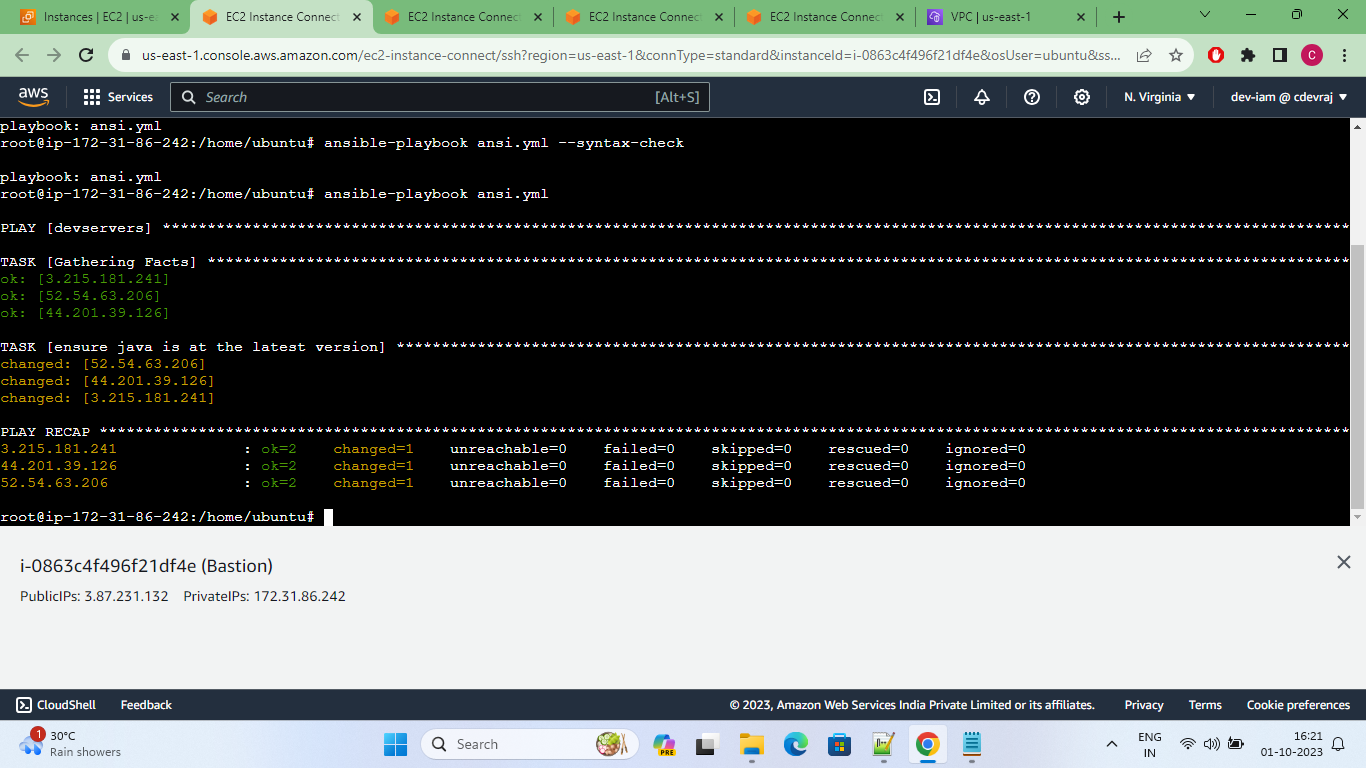 Instances | EC2 | us-e
EC2 Instance Connect
EC2 Instance Connect
EC2 Instance Connect
EC2 Instance Connect
VPC | us-east-1
us-east-1.console.aws.amazon.com/ec2-instance-connect/ssh?region=us-east-1&connType=standard&instanceId=i-0863c4f496f21df4e&osUser=ubuntu&ss...
C
aws Services Search [Alt+S] N. Virginia dev-iam @ cdevraj
playbook: ansi.yml
root@ip-172-31-86-242:/home/ubuntu# ansible-playbook ansi.yml --syntax-check
playbook: ansi.yml
root@ip-172-31-86-242:/home/ubuntu# ansible-playbook ansi.yml
PLAY [devservers] ************************************************************************************************************************************
TASK [Gathering Facts] *******************************************************************************************************************************
ok: [3.215.181.241]
ok: [52.54.63.206]
ok: [44.201.39.126]
TASK [ensure java is at the latest version] **********************************************************************************************************
changed: [52.54.63.206]
changed: [44.201.39.126]
changed: [3.215.181.241]
PLAY RECAP *******************************************************************************************************************************************
3.215.181.241 : ok=2 changed=1 unreachable=0 failed=0 skipped=0 rescued=0 ignored=0
44.201.39.126 : ok=2 changed=1 unreachable=0 failed=0 skipped=0 rescued=0 ignored=0
52.54.63.206 : ok=2 changed=1 unreachable=0 failed=0 skipped=0 rescued=0 ignored=0
root@ip-172-31-86-242:/home/ubuntu#
i-0863c4f496f21df4e (Bastion)
PublicIPs: 3.87.231.132 PrivateIPs: 172.31.86.242
CloudShell Feedback © 2023, Amazon Web Services India Private Limited or its affiliates. Privacy Terms Cookie preferences
1
30°C
Rain showers
Search
PRE
ENG
IN
16:21
01-10-2023